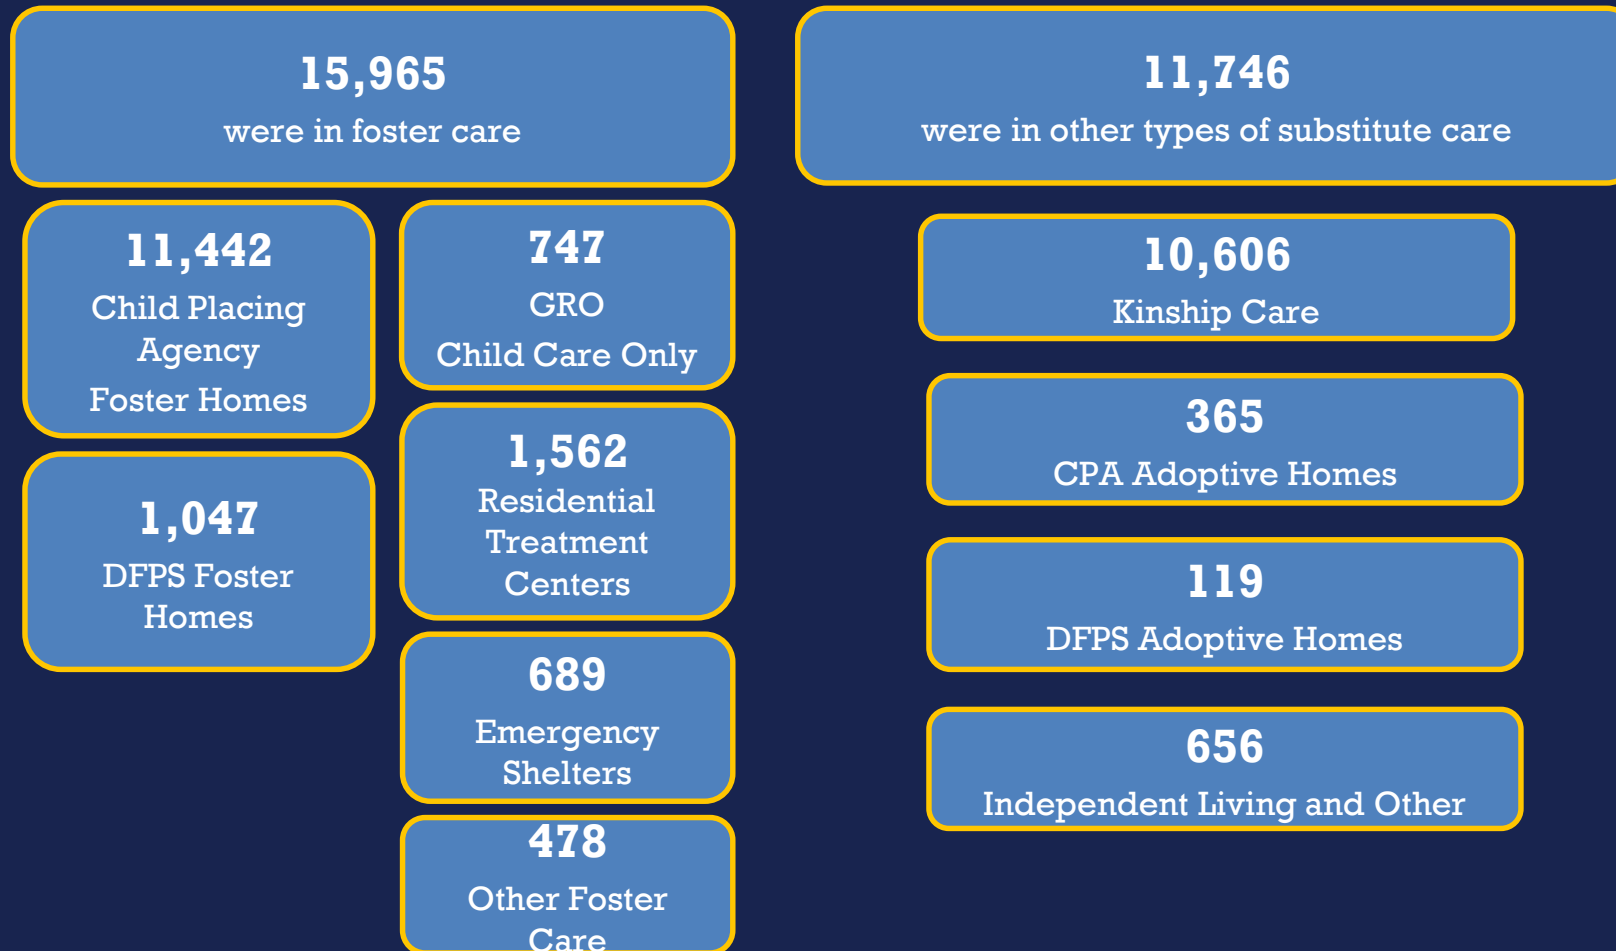 15,965
were in foster care
11,442
Child Placing
Agency
Foster Homes
1,047
DFPS Foster
Homes
747
GRO
Child Care Only
1,562
Residential
Treatment
Centers
689
Emergency
Shelters
478
Other Foster
Care
11,746
were in other types of substitute care
10,606
Kinship Care
365
CPA Adoptive Homes
119
DFPS Adoptive Homes
656
Independent Living and Other